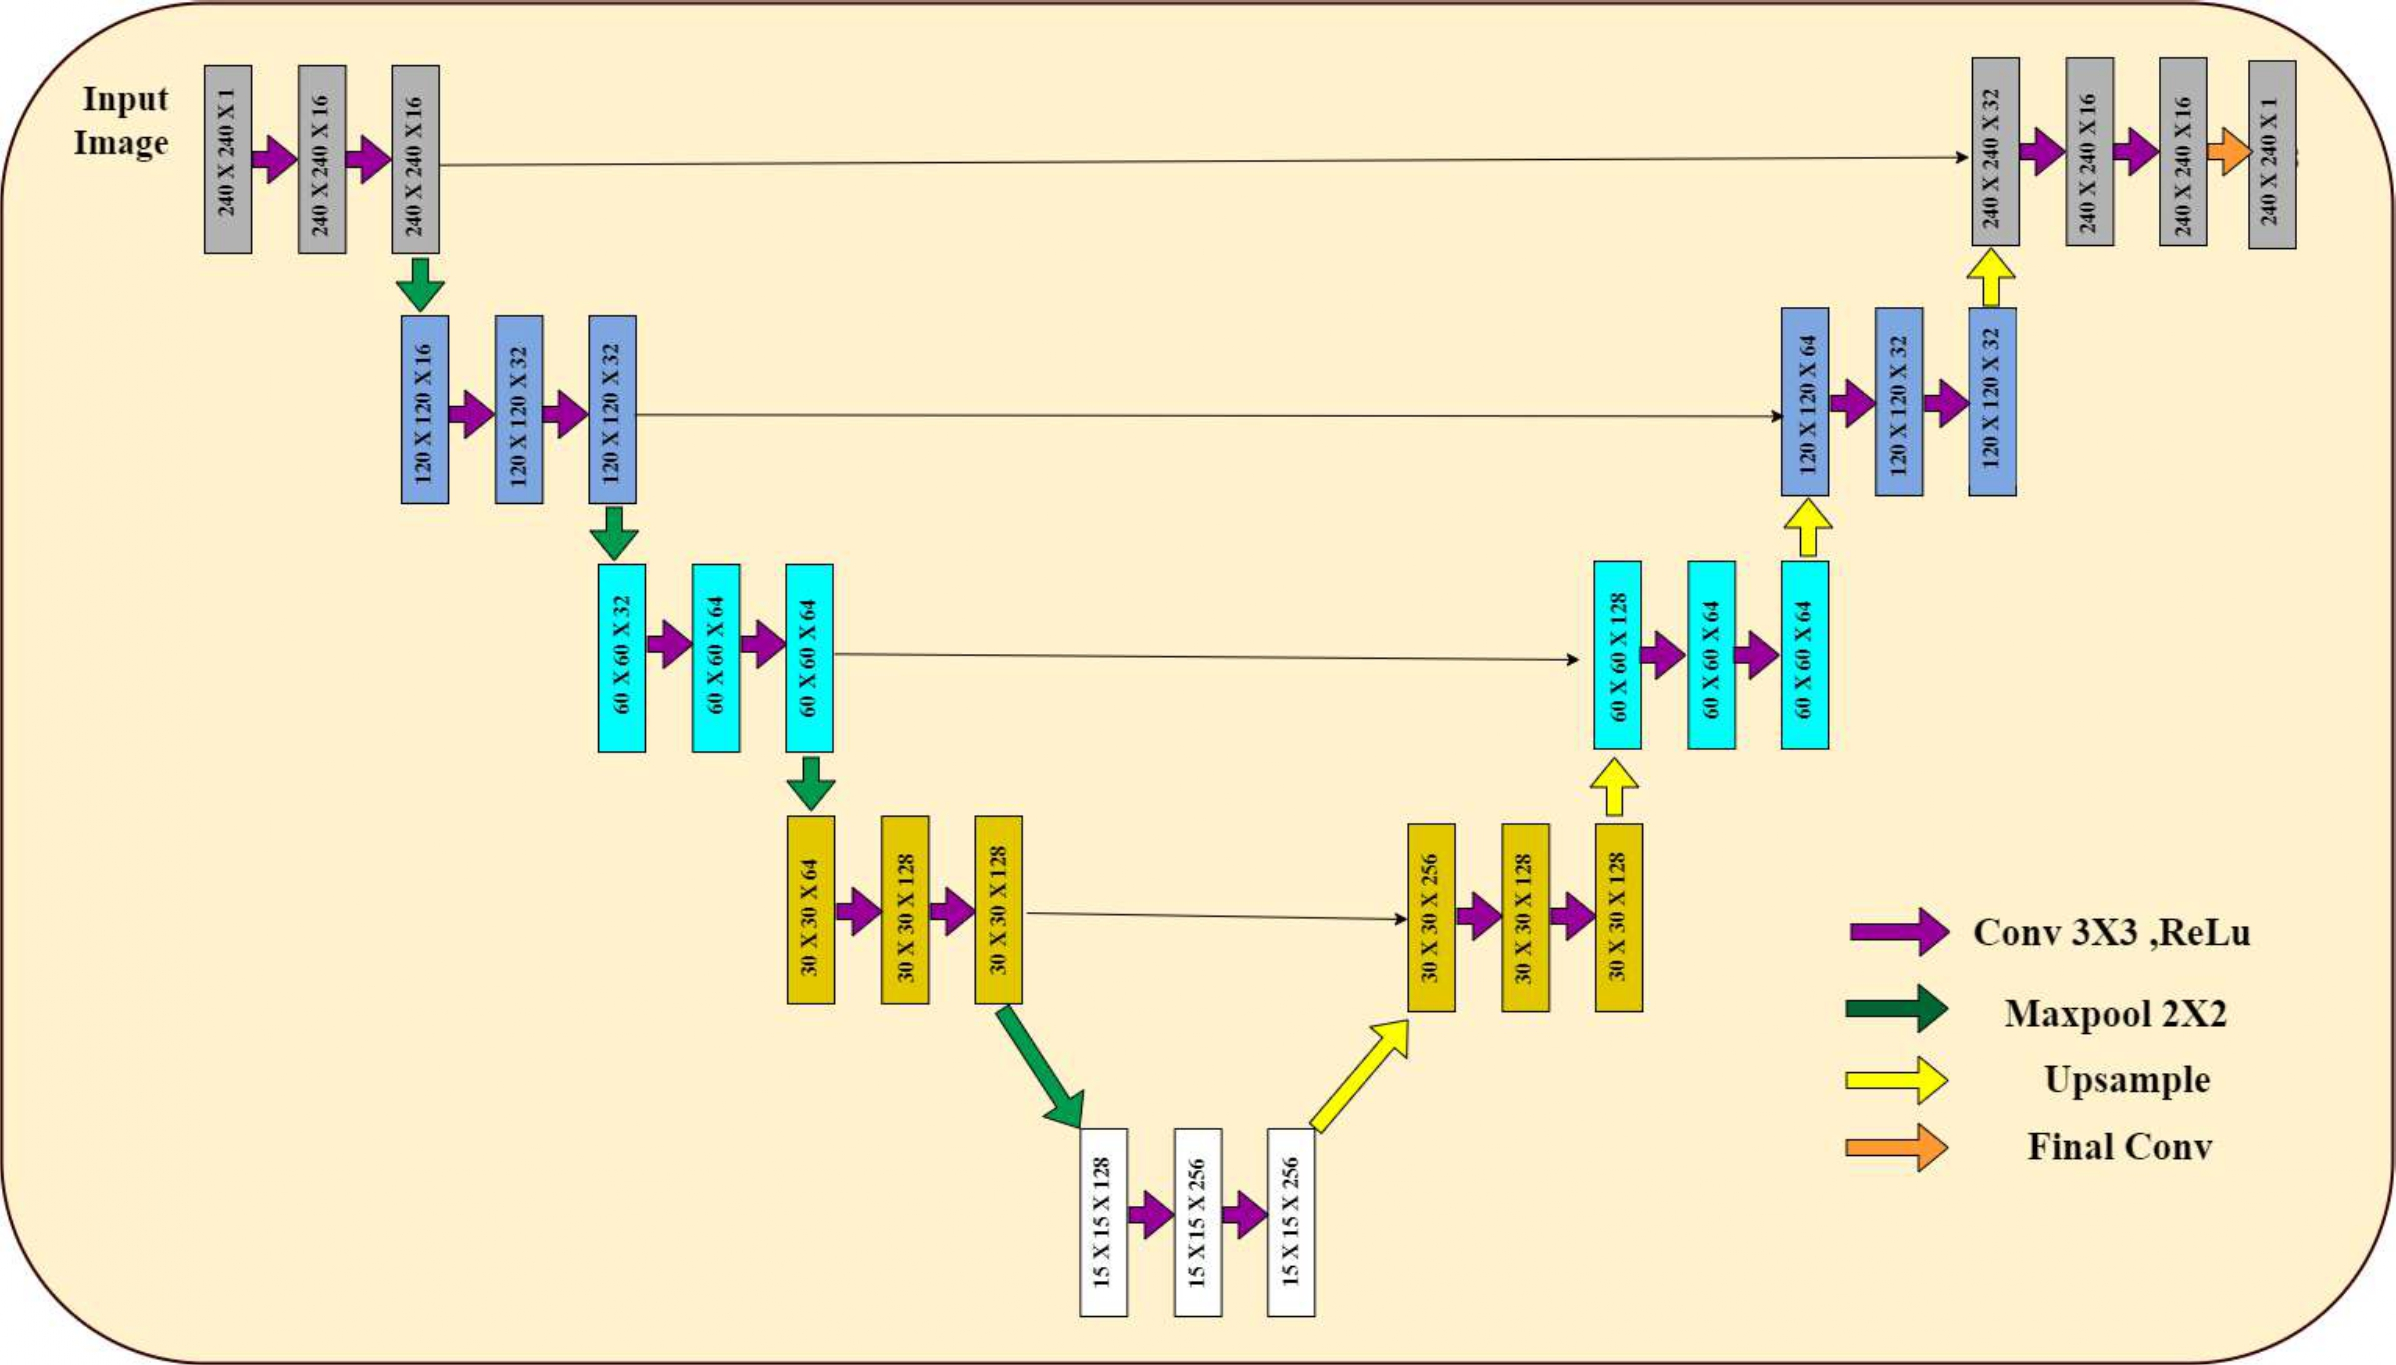 Input
Image
240 X 240 X 1
240 X 240 X 16
240 X 240 X 16
240 X 240 X 32
240 X 240 X 16
240 X 240 X 16
240 X 240 X 1
120 X 120 X 16
120 X 120 X 32
120 X 120 X 32
120 X 120 X 64
120 X 120 X 32
120 X 120 X 32
60 X 60 X 32
60 X 60 X 64
60 X 60 X 64
60 X 60 X 128
60 X 60 X 64
60 X 60 X 64
30 X 30 X 64
30 X 30 X 128
30 X 30 X 128
30 X 30 X 256
30 X 30 X 128
30 X 30 X 128
15 X 15 X 128
15 X 15 X 256
15 X 15 X 256
Conv 3X3 ,ReLu
Maxpool 2X2
Upsample
Final Conv